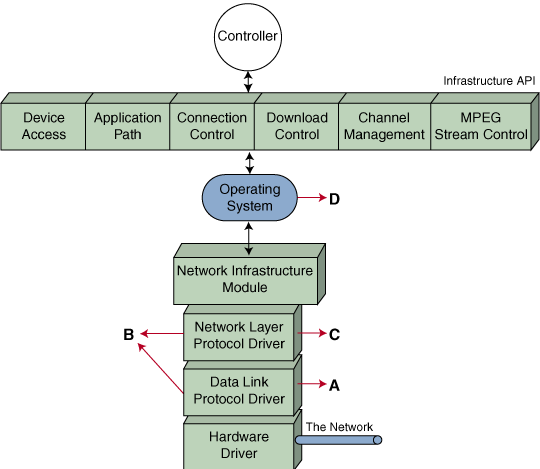 Controller
Infrastructure API
Device Access
Application Path
Connection Control
Download Control
Channel Management
MPEG Stream Control
Operating System
D
Network Infrastructure Module
Network Layer Protocol Driver
B
C
Data Link Protocol Driver
A
The Network
Hardware Driver